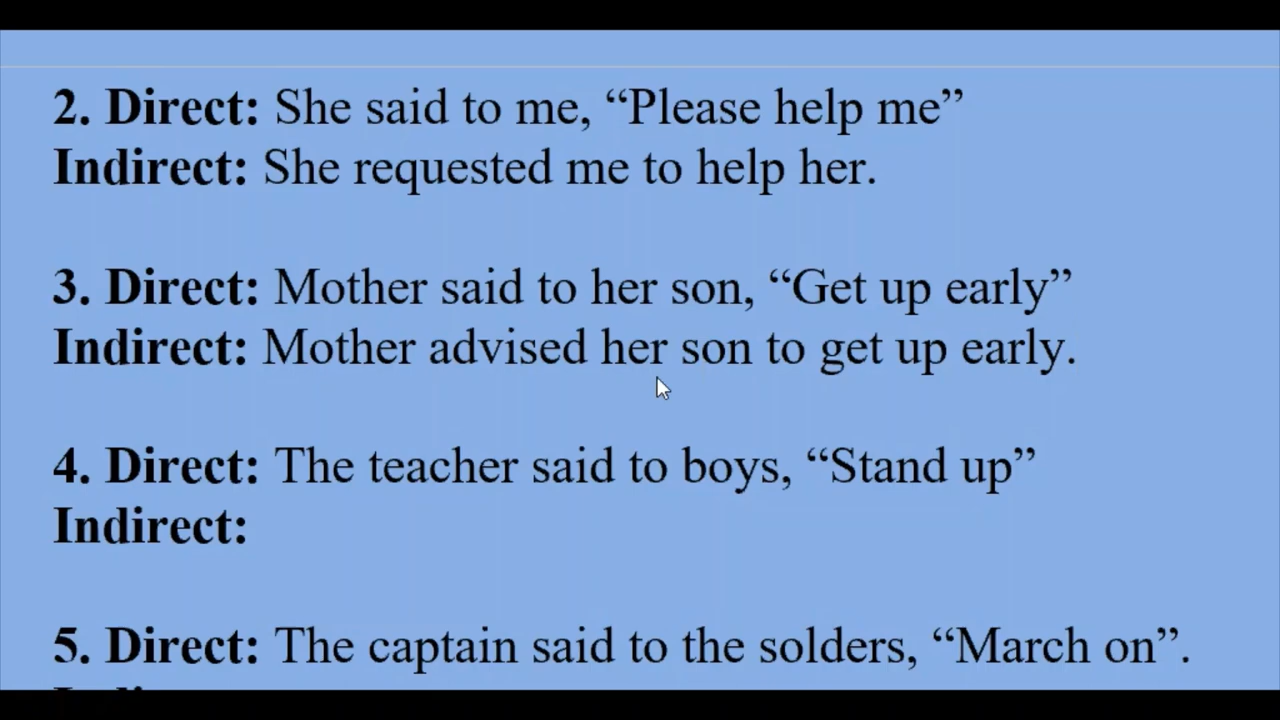 2. Direct: She said to me, “Please help me”
Indirect: She requested me to help her.
3. Direct: Mother said to her son, “Get up early”
Indirect: Mother advised her son to get up early.
4. Direct: The teacher said to boys, “Stand up”
Indirect:
5. Direct: The captain said to the solders, “March on”.